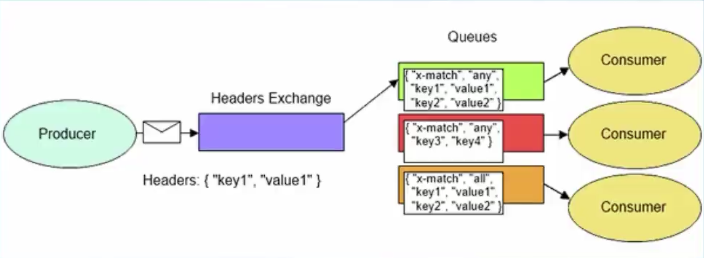 Queues
Consumer
{ "x-match", "any",
"key1", "value1",
"key2", "value2" }
Headers Exchange
Producer
{ "x-match", "any",
"key3", "key4" }
Consumer
Headers: { "key1", "value1" }
{ "x-match", "all",
"key1", "value1",
"key2", "value2" }
Consumer